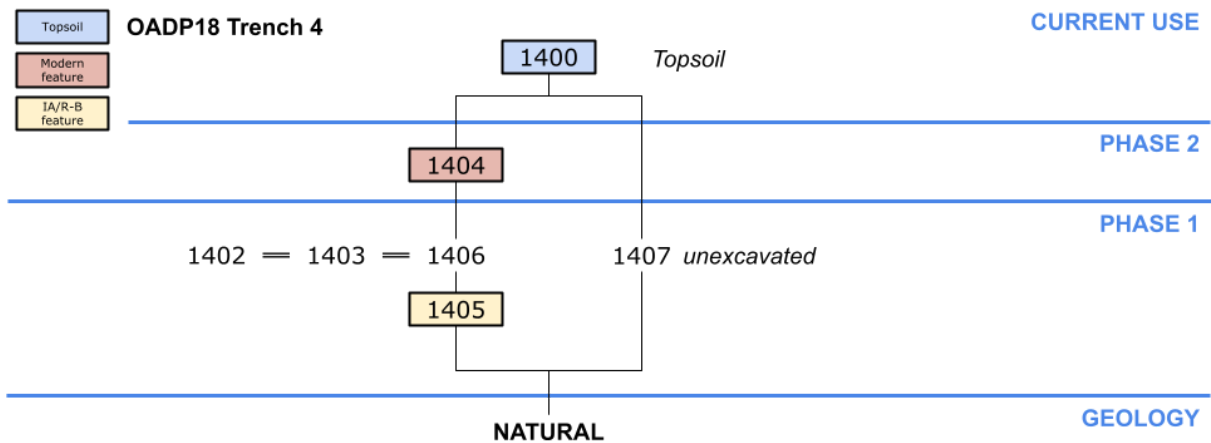 Topsoil
OADP18 Trench 4
CURRENT USE
1400 Topsoil
Modern
feature
IA/R-B
feature
PHASE 2
1404
PHASE 1
1402 = 1403 = 1406 1407 unexcavated
1405
GEOLOGY
NATURAL